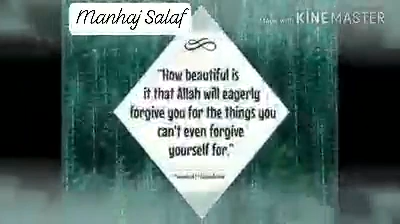 Manhaj Salaf
Made with KINEMASTER
"How beautiful is
it that Allah will eagerly
forgive you for the things you
can't even forgive
yourself for."